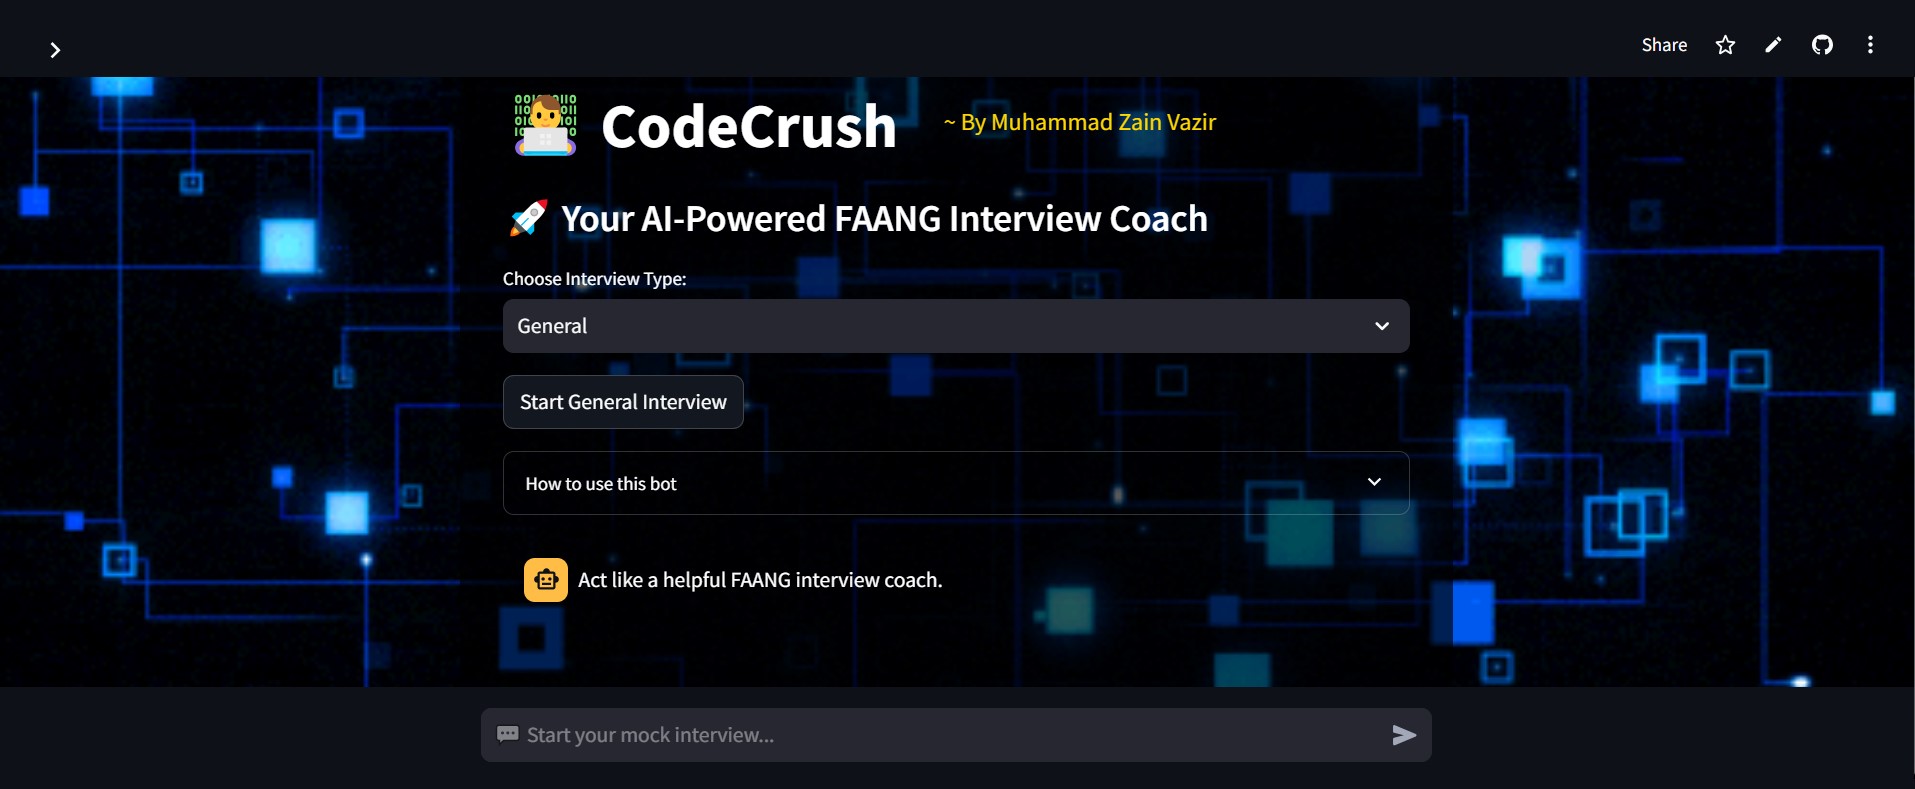 Share
CodeCrush ~ By Muhammad Zain Vazir
🚀 Your AI-Powered FAANG Interview Coach
Choose Interview Type:
General
Start General Interview
How to use this bot
Act like a helpful FAANG interview coach.
💬 Start your mock interview...